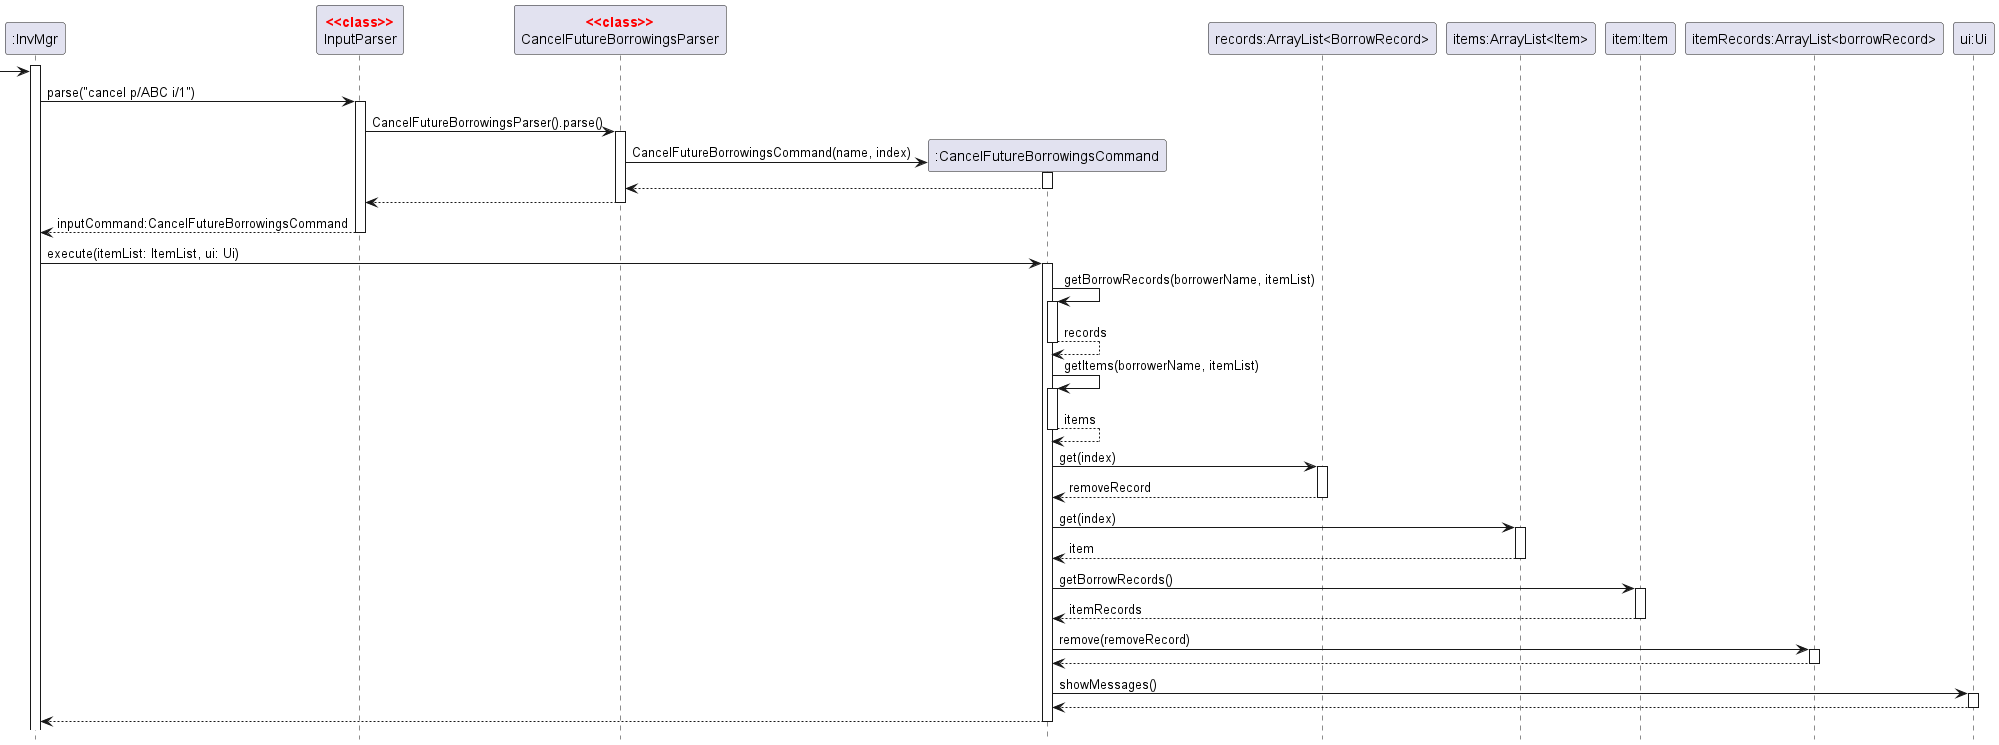 <<class>>
<<class>>
:InvMgr
InputParser
CancelFutureBorrowingsParser
records:ArrayList<BorrowRecord>
items:ArrayList<Item>
item:Item
itemRecords:ArrayList<borrowRecord>
ui:Ui
parse("cancel p/ABC i/1")
CancelFutureBorrowingsParser().parse()
CancelFutureBorrowingsCommand(name, index)
:CancelFutureBorrowingsCommand
inputCommand:CancelFutureBorrowingsCommand
execute(itemList: ItemList, ui: Ui)
getBorrowRecords(borrowerName, itemList)
records
getItems(borrowerName, itemList)
items
get(index)
removeRecord
get(index)
item
getBorrowRecords()
itemRecords
remove(removeRecord)
showMessages()